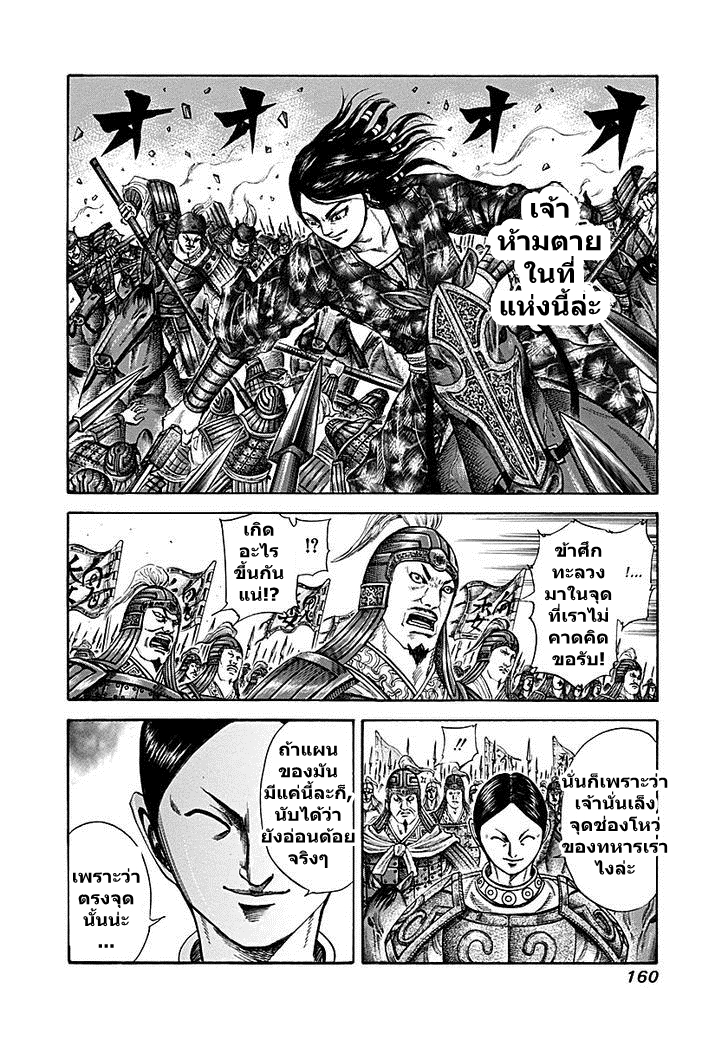 オオオオ
เจ้า
ห้ามตาย
ในที่
แห่งนี้ล่ะ
!...
ข้าศึก
ทะลวง
มาในจุด
ที่เราไม่
คาดคิด
ขอรับ!
!?
เกิด
อะไร
ขึ้นกัน
แน่!?
นั่นก็เพราะว่า
เจ้านั่นเล็ง
จุดช่องโหว่
ของทหารเรา
ไงล่ะ
!!
ถ้าแผน
ของมัน
มีแค่นี้ละก็,
นับได้ว่า
ยังอ่อนด้อย
จริงๆ
เพราะว่า
ตรงจุด
นั้นน่ะ
...
160